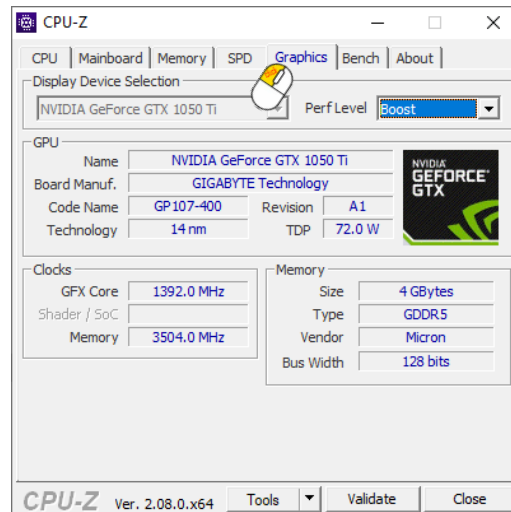 CPU-Z
CPU Mainboard Memory SPD Graphics Bench About
Display Device Selection
NVIDIA GeForce GTX 1050 Ti Perf Level Boost
GPU
Name NVIDIA GeForce GTX 1050 Ti
Board Manuf. GIGABYTE Technology
Code Name GP107-400 Revision A1
Technology 14 nm TDP 72.0 W
NVIDIA
GEFORCE
GTX
Clocks
GFX Core 1392.0 MHz
Shader / SoC
Memory 3504.0 MHz
Memory
Size 4 GBytes
Type GDDR5
Vendor Micron
Bus Width 128 bits
CPU-Z Ver. 2.08.0.x64 Tools Validate Close